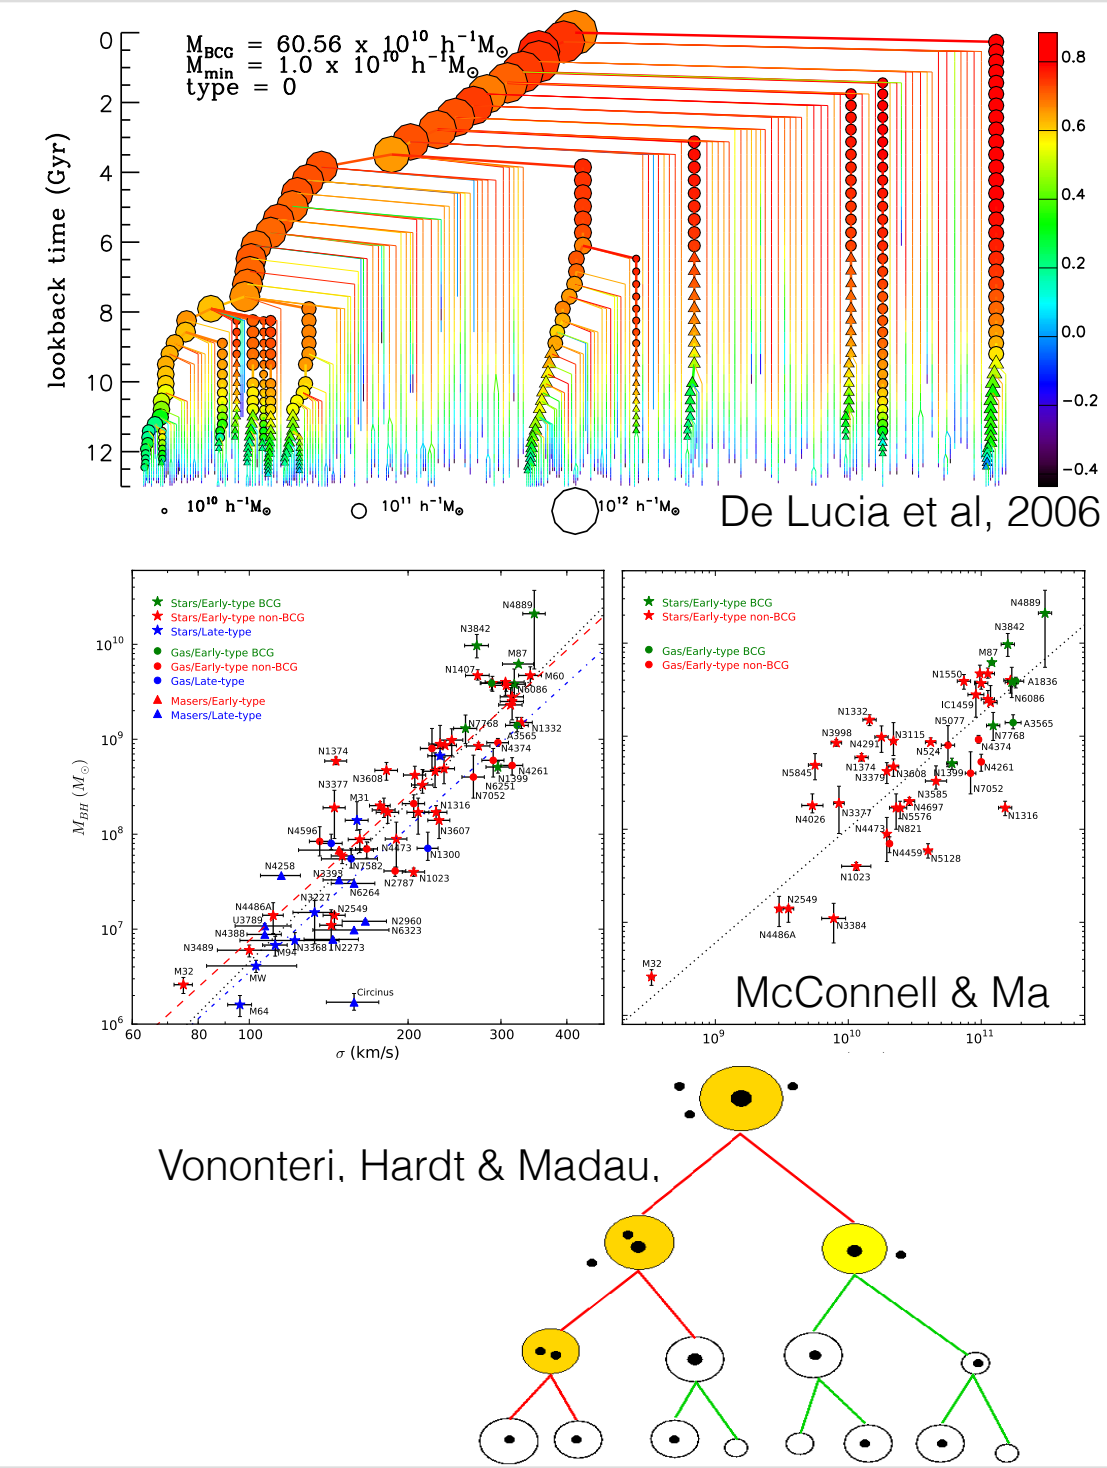 M_BCG = 60.56 x 10^10 h^-1M_⊙
M_min = 1.0 x 10^10 h^-1M_⊙
type = 0
lookback time (Gyr)
0
2
4
6
8
10
12
0.8
0.6
0.4
0.2
0.0
−0.2
−0.4
10^10 h^-1M_⊙
10^11 h^-1M_⊙
10^12 h^-1M_⊙
De Lucia et al, 2006
Stars/Early-type BCG
Stars/Early-type non-BCG
Stars/Late-type
Gas/Early-type BCG
Gas/Early-type non-BCG
Gas/Late-type
Masers/Early-type
Masers/Late-type
M_BH (M_⊙)
10^10
10^9
10^8
10^7
10^6
N4889
N3842
M87
N1407
M60
N6086
N7768
N1332
A3565
N4374
N1374
N3608
N4261
N1399
N6251
N7052
N3377
M31
N1316
N3607
N4596
N4473
N1300
N7582
N4258
N3393
N2787
N1023
N6264
N3227
N4486A
N2549
U3789
N2960
N4388
N6323
N3489
N3368
N2273
M94
M32
MW
Circinus
M64
60
80
100
200
300
400
σ (km/s)
Stars/Early-type BCG
Stars/Early-type non-BCG
Gas/Early-type BCG
Gas/Early-type non-BCG
N4889
N3842
M87
N1550
A1836
N6086
IC1459
N1332
N5077
A3565
N7768
N3998
N3115
N4291
N524
N4374
N1374
N5845
N3379
N3608
N1399
N4261
N7052
N3585
N4026
N3377
N4697
N5576
N1316
N4473
N821
N4459
N5128
N1023
N2549
N4486A
N3384
M32
McConnell & Ma
10^9
10^10
10^11
Vononteri, Hardt & Madau,